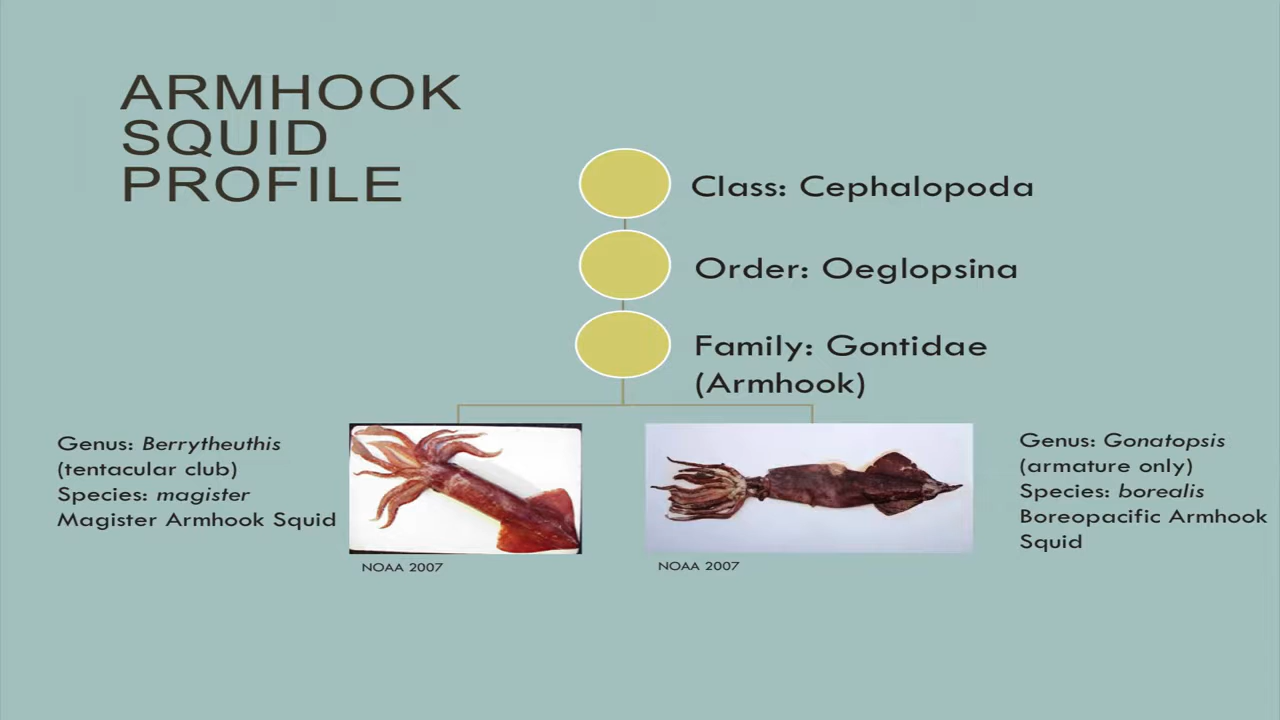 ARMHOOK
SQUID
PROFILE
Class: Cephalopoda
Order: Oeglopsina
Family: Gontidae
(Armhook)
Genus: Berrytheuthis
(tentacular club)
Species: magister
Magister Armhook Squid
NOAA 2007
NOAA 2007
Genus: Gonatopsis
(armature only)
Species: borealis
Boreopacific Armhook
Squid